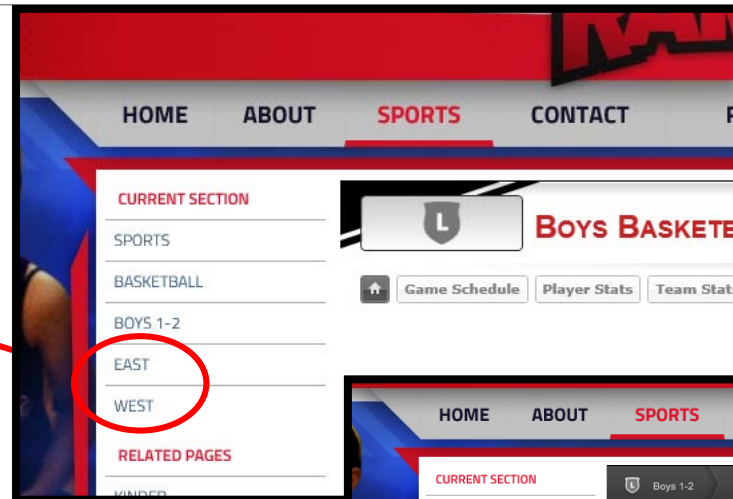 HOME ABOUT SPORTS CONTACT
CURRENT SECTION
SPORTS
BASKETBALL
BOYS 1-2
EAST
WEST
RELATED PAGES
KINDER
L BOYS
Game Schedule Player Stats Team Stats
HOME ABOUT SPORTS
CURRENT SECTION
L Boys 1-2